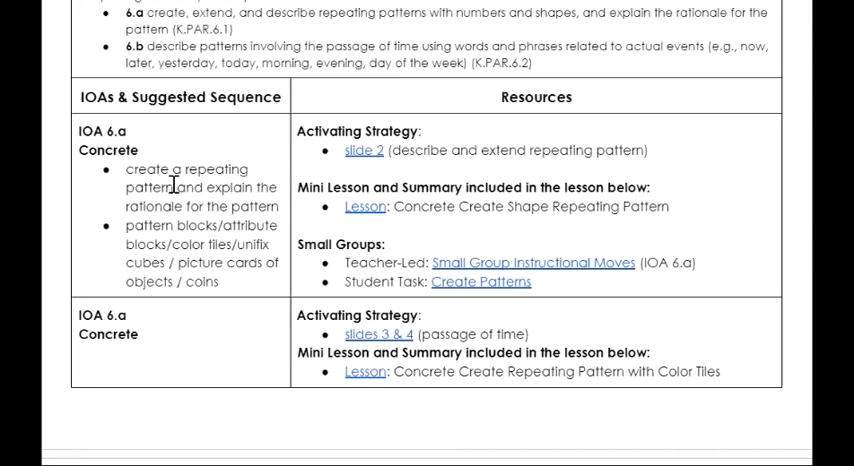 • 6.a create, extend, and describe repeating patterns with numbers and shapes, and explain the rationale for the
pattern (K.PAR.6.1)
• 6.b describe patterns involving the passage of time using words and phrases related to actual events (e.g., now,
later, yesterday, today, morning, evening, day of the week) (K.PAR.6.2)
IOAs & Suggested Sequence
Resources
IOA 6.a
Concrete
• create a repeating
pattern and explain the
rationale for the pattern
• pattern blocks/attribute
blocks/color tiles/unifix
cubes / picture cards of
objects / coins
Activating Strategy:
• slide 2 (describe and extend repeating pattern)
Mini Lesson and Summary included in the lesson below:
• Lesson: Concrete Create Shape Repeating Pattern
Small Groups:
• Teacher-Led: Small Group Instructional Moves (IOA 6.a)
• Student Task: Create Patterns
IOA 6.a
Concrete
Activating Strategy:
• slides 3 & 4 (passage of time)
Mini Lesson and Summary included in the lesson below:
• Lesson: Concrete Create Repeating Pattern with Color Tiles